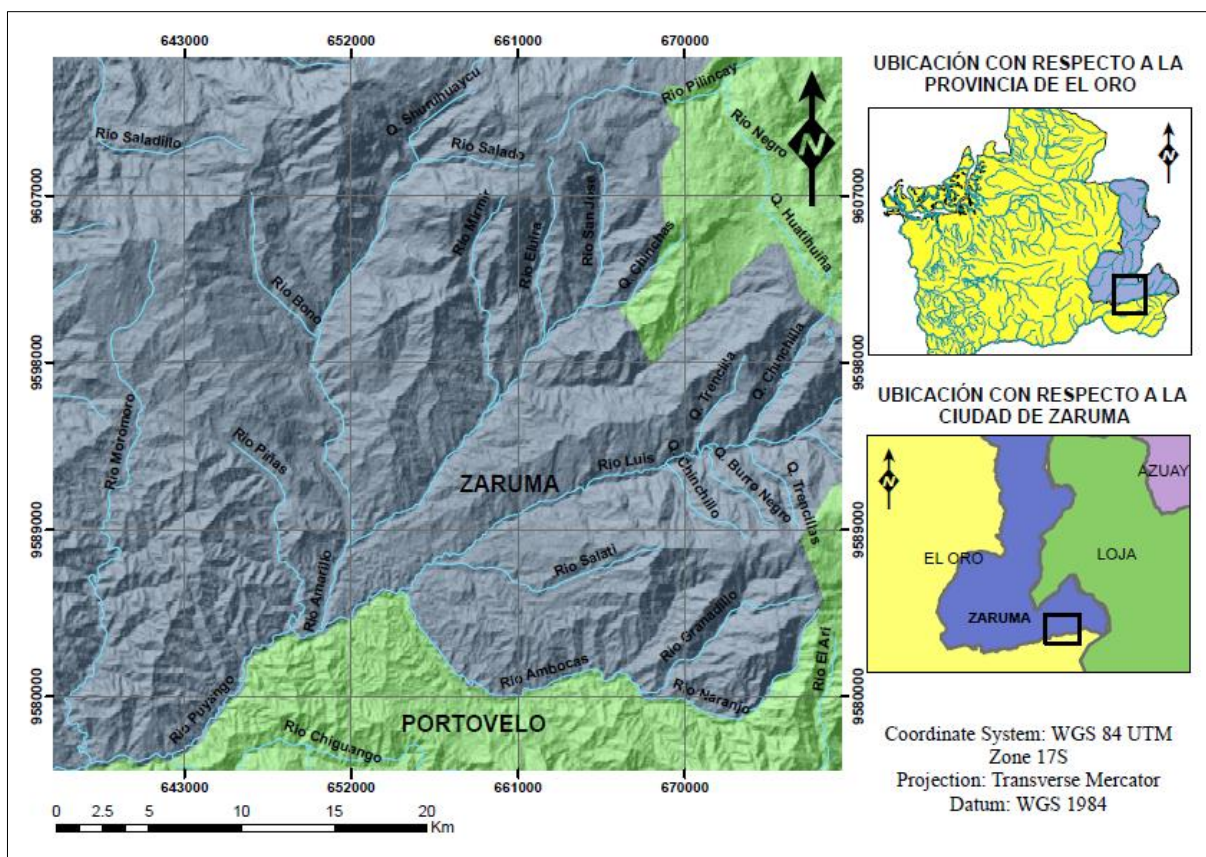 643000
652000
661000
670000
9607000
9598000
9589000
9580000
Río Pilincay
Q. Shuruhuaycu
Río Negro
Río Saladillo
Río Salado
Río Mirmir
Río Elvira
Río San Jose
Q. Chinches
Q. Huatihuiña
Río Bono
Q. Trencilla
Q. Chinchilla
Río Moromoro
Río Piñas
ZARUMA
Río Luis
Q. Chinchillo
Q. Burro Negro
Q. Trencillas
Río Amarillo
Río Salati
Río Granadillo
Río Ambocas
Río Naranjo
Río El Ari
Río Puyango
PORTOVELO
Río Chiguango
9607000
9598000
9589000
9580000
643000
652000
661000
670000
0 2.5 5 10 15 20
Km
N
UBICACIÓN CON RESPECTO A LA
PROVINCIA DE EL ORO
N
UBICACIÓN CON RESPECTO A LA
CIUDAD DE ZARUMA
N
AZUAY
EL ORO
LOJA
ZARUMA
Coordinate System: WGS 84 UTM
Zone 17S
Projection: Transverse Mercator
Datum: WGS 1984